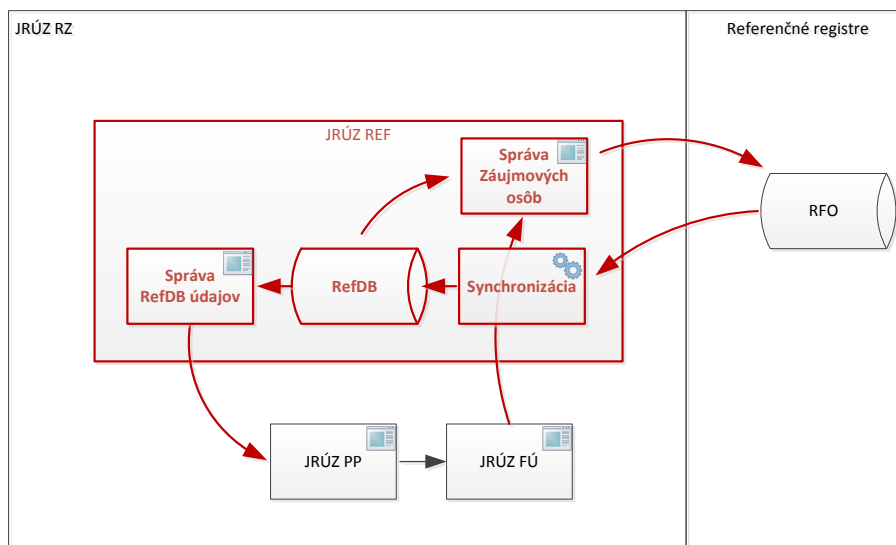 JRÚZ RZ
Referenčné registre
JRÚZ REF
Správa
Záujmových
osôb
RFO
Správa
RefDB údajov
RefDB
Synchronizácia
JRÚZ PP
JRÚZ FÚ